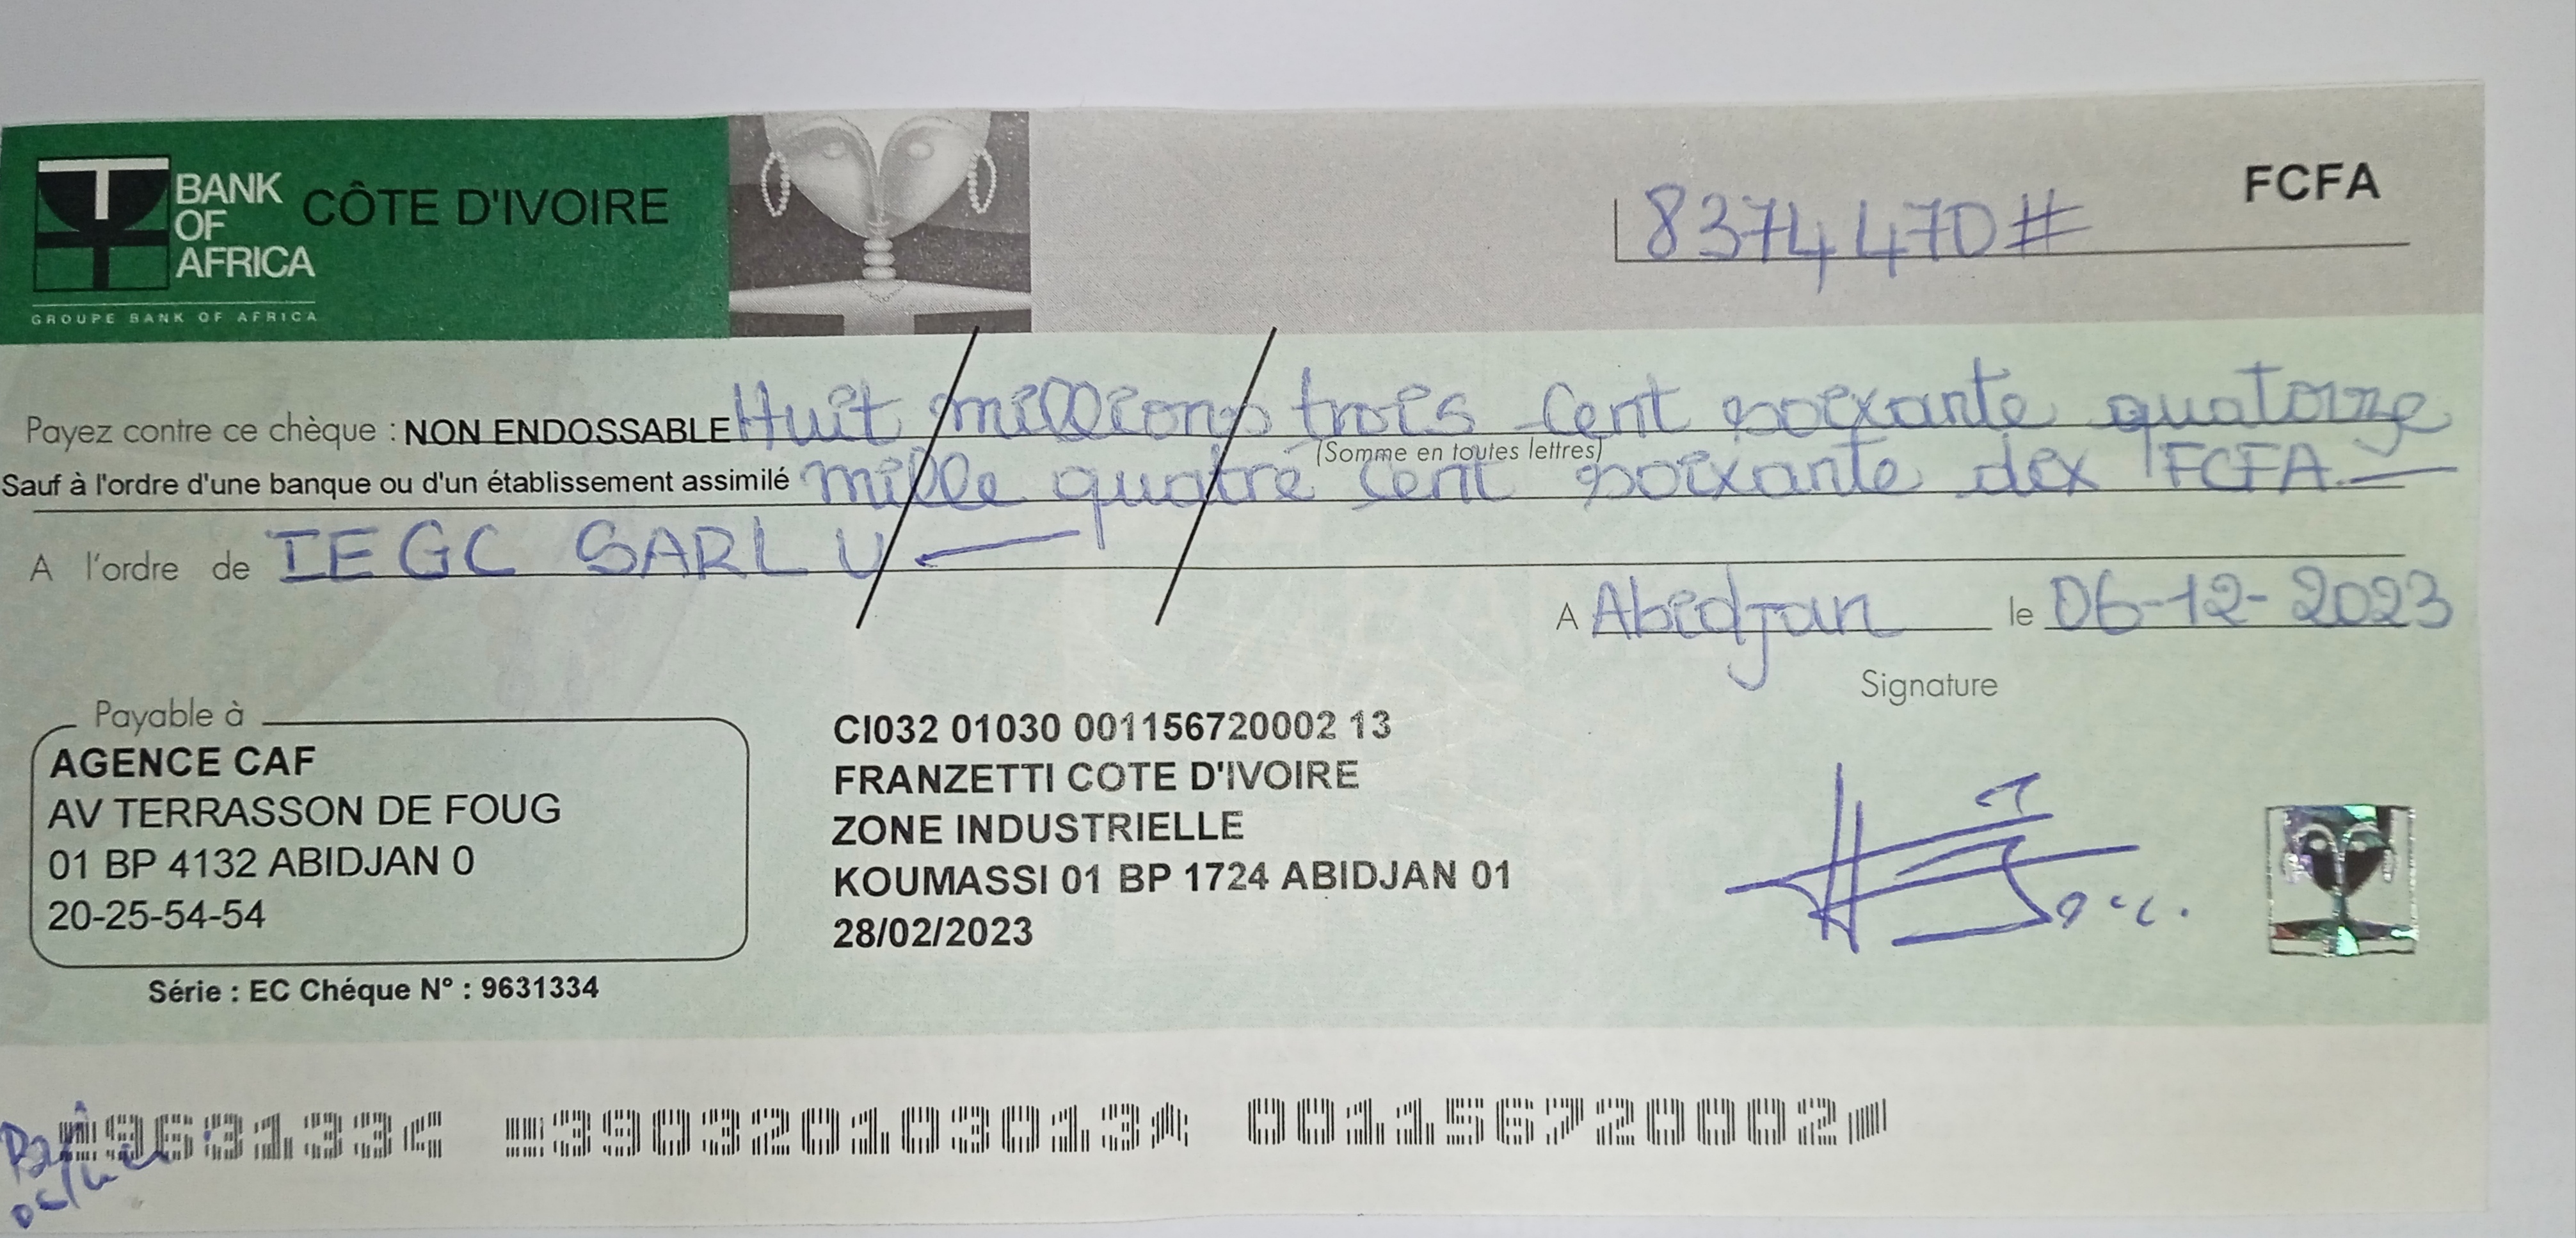 BANK
OF
AFRICA
CÔTE D'IVOIRE
GROUPE BANK OF AFRICA
FCFA
8374470#
Payez contre ce chèque : NON ENDOSSABLE Huit millions trois cent soixante quatorze
(Somme en toutes lettres)
Sauf à l'ordre d'une banque ou d'un établissement assimilé mille quatre cent soixante dix FCFA
A l'ordre de IEGC SARL U
A Abidjan le 06-12-2023
Signature
Payable à
AGENCE CAF
AV TERRASSON DE FOUG
01 BP 4132 ABIDJAN 0
20-25-54-54
CI032 01030 001156720002 13
FRANZETTI COTE D'IVOIRE
ZONE INDUSTRIELLE
KOUMASSI 01 BP 1724 ABIDJAN 01
28/02/2023
Série : EC Chéque N° : 9631334
9631334 390320103013 001156720002